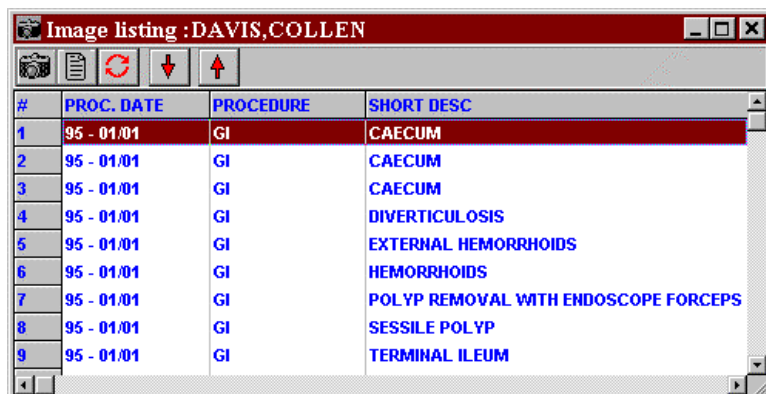 Image listing :DAVIS,COLLEN
# PROC. DATE PROCEDURE SHORT DESC
1 95 - 01/01 GI CAECUM
2 95 - 01/01 GI CAECUM
3 95 - 01/01 GI CAECUM
4 95 - 01/01 GI DIVERTICULOSIS
5 95 - 01/01 GI EXTERNAL HEMORRHOIDS
6 95 - 01/01 GI HEMORRHOIDS
7 95 - 01/01 GI POLYP REMOVAL WITH ENDOSCOPE FORCEPS
8 95 - 01/01 GI SESSILE POLYP
9 95 - 01/01 GI TERMINAL ILEUM